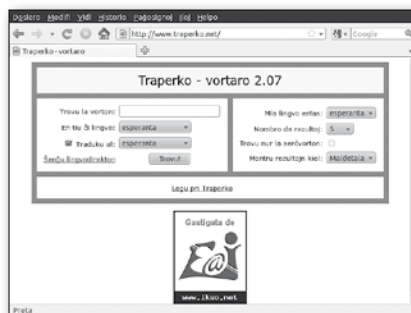 Dosiero Modifi Vidi Historio Paĝosignoj Iloj Helpo
http://www.traperko.net/
Google
Traperko - vortaro
Traperko - vortaro 2.07
Trovu la vorton:
En tiu ĉi lingvo: esperanta
Traduku al: esperanta
Serĉu lingvodirekton
Trovu!
Mia lingvo estas: esperanta
Nombro da rezultoj: 5
Trovu nur la serĉvorton:
Montru rezultojn kiel: Maldetala
Legu pri Traperko
Gastigata de
www.ikso.net
Preta